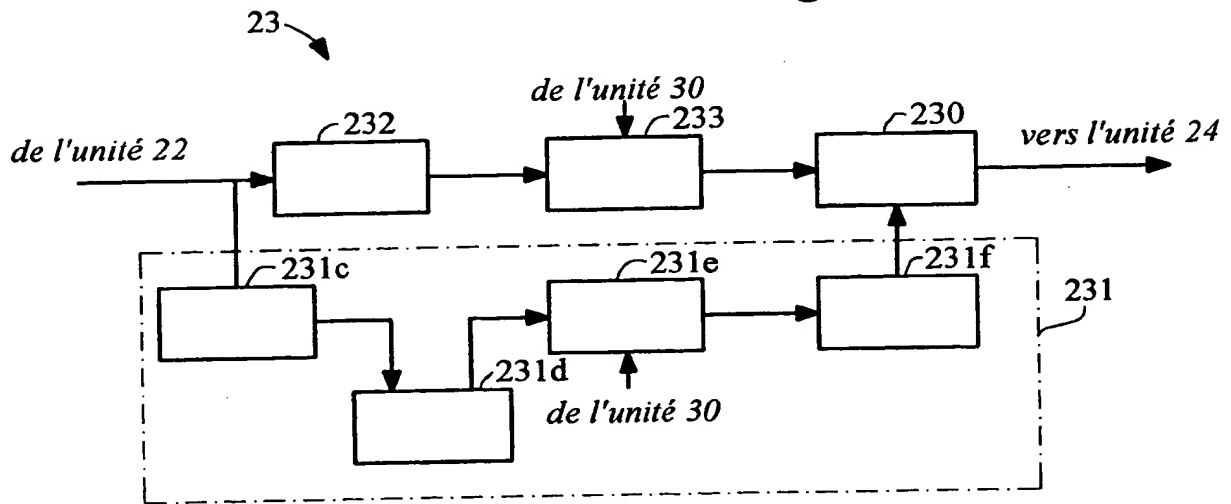 23
de l'unité 30
232
233
230
de l'unité 22
vers l'unité 24
231c
231e
231f
231
231d
de l'unité 30